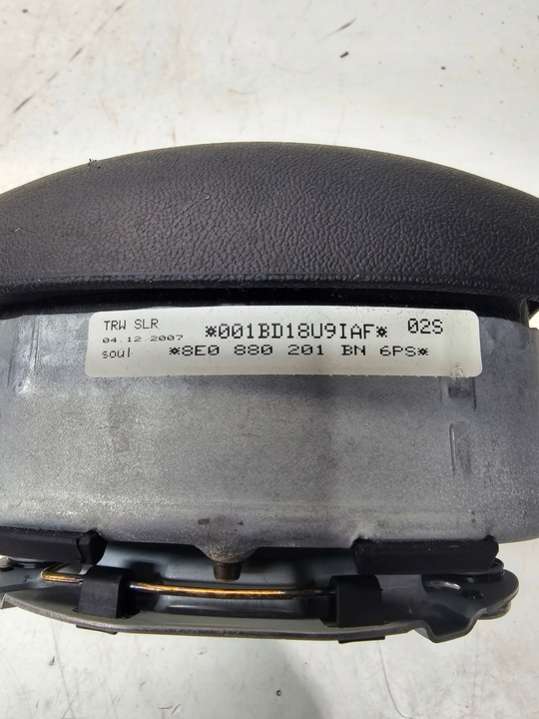 TRW SLR
04.12.2007 *001BD18U9IAF* 02S
soul *8E0 880 201 BN 6PS*